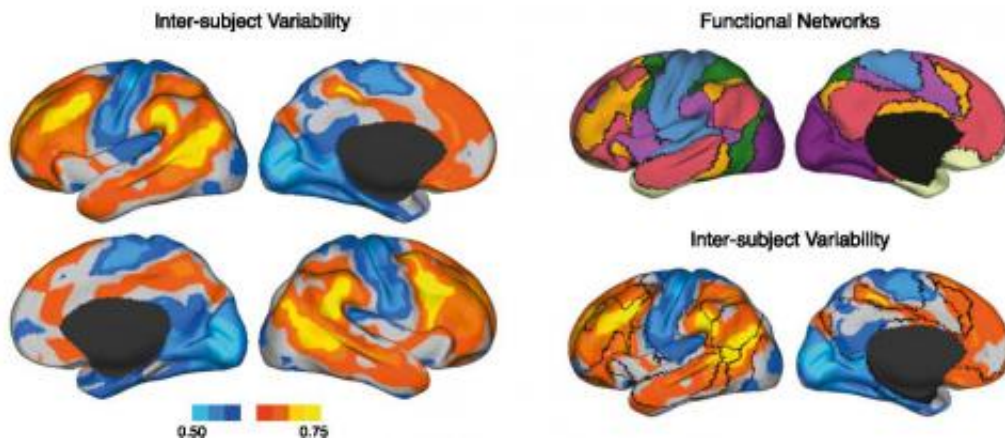 Inter-subject Variability
Functional Networks
Inter-subject Variability
0.50
0.75